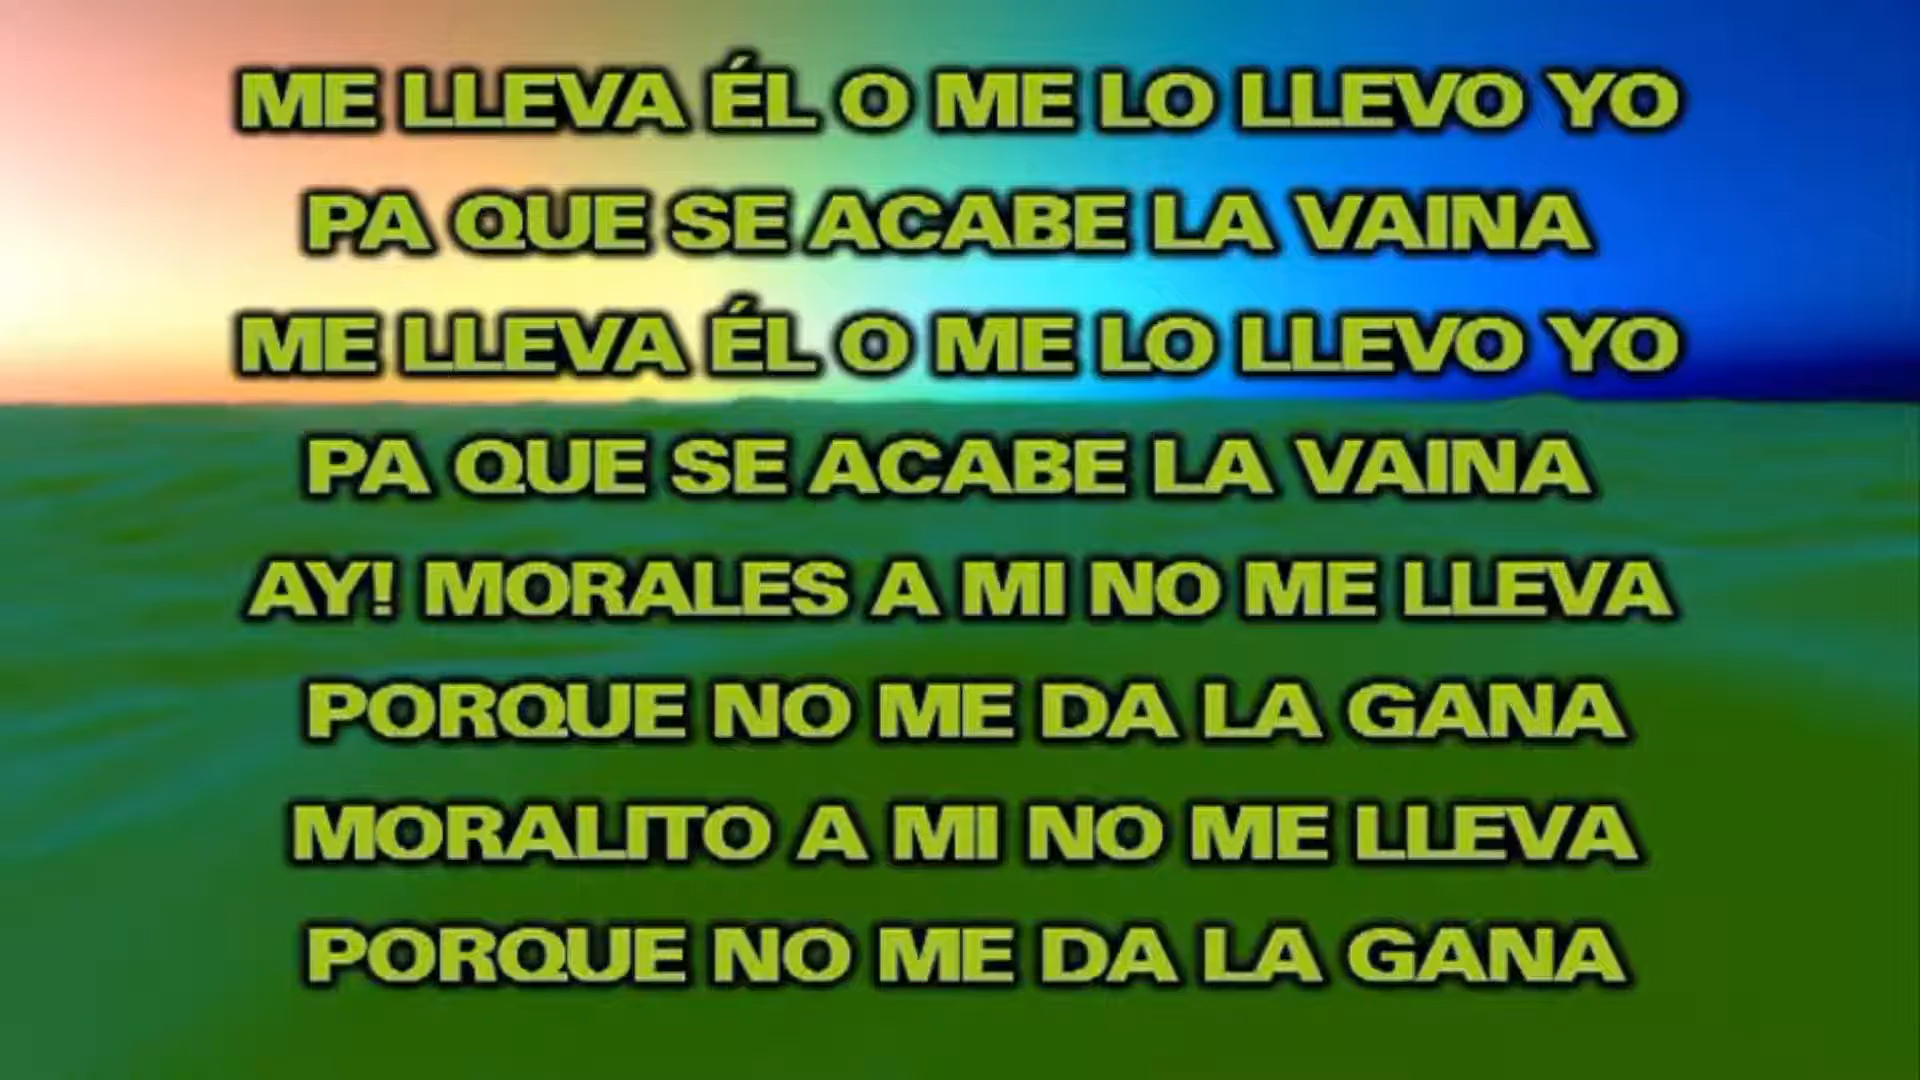 ME LLEVA ÉL O ME LO LLEVO YO
PA QUE SE ACABE LA VAINA
ME LLEVA ÉL O ME LO LLEVO YO
PA QUE SE ACABE LA VAINA
AY! MORALES A MI NO ME LLEVA
PORQUE NO ME DA LA GANA
MORALITO A MI NO ME LLEVA
PORQUE NO ME DA LA GANA